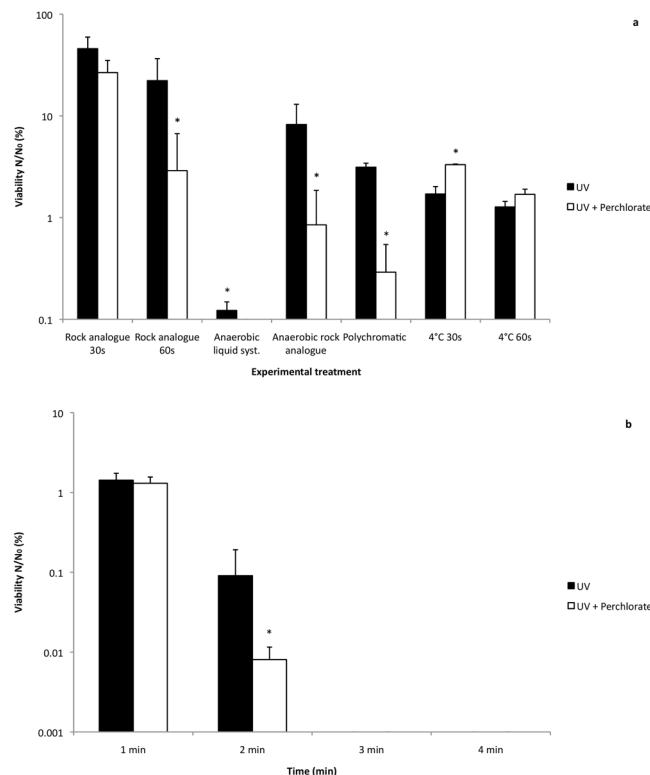 a
100
10
1
0.1
Viability N/N₀ (%)
*
*
*
*
*
UV
UV + Perchlorate
Rock analogue 30s
Rock analogue 60s
Anaerobic liquid syst.
Anaerobic rock analogue
Polychromatic
4°C 30s
4°C 60s
Experimental treatment
b
10
1
0.1
0.01
0.001
Viability N/N₀ (%)
*
UV
UV + Perchlorate
1 min
2 min
3 min
4 min
Time (min)